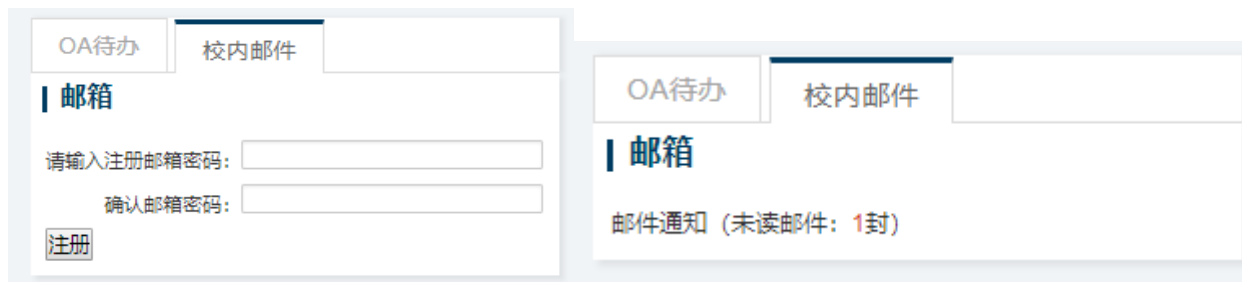 OA待办 校内邮件
邮箱
请输入注册邮箱密码：
确认邮箱密码：
注册
OA待办 校内邮件
邮箱
邮件通知（未读邮件：1封）